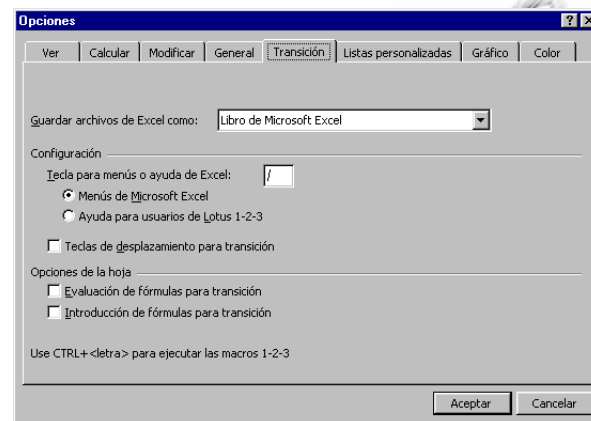 Opciones
Ver Calcular Modificar General Transición Listas personalizadas Gráfico Color
Guardar archivos de Excel como: Libro de Microsoft Excel
Configuración
Tecla para menús o ayuda de Excel: /
Menús de Microsoft Excel
Ayuda para usuarios de Lotus 1-2-3
Teclas de desplazamiento para transición
Opciones de la hoja
Evaluación de fórmulas para transición
Introducción de fórmulas para transición
Use CTRL+<letra> para ejecutar las macros 1-2-3
Aceptar Cancelar